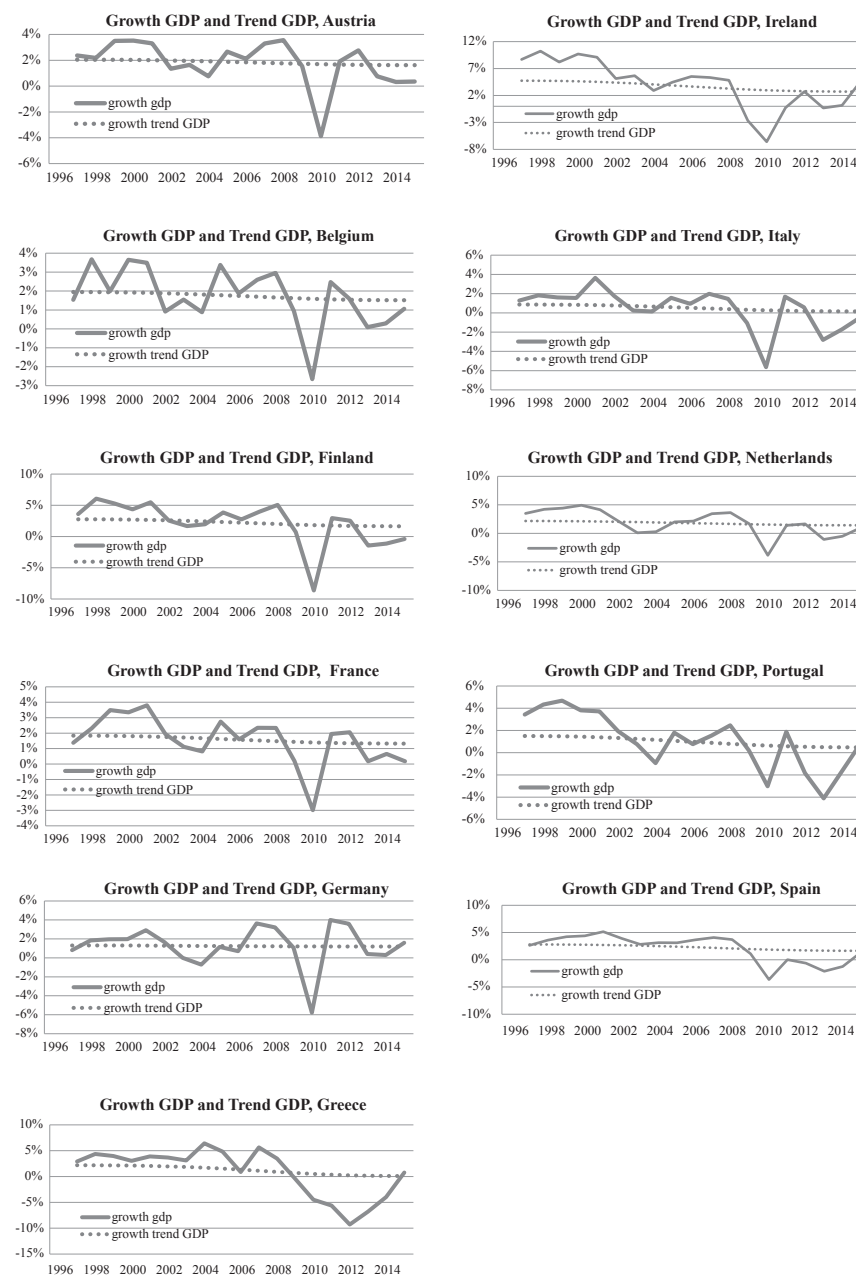 Growth GDP and Trend GDP, Austria
4%
2%
0%
-2%
-4%
-6%
growth gdp
growth trend GDP
1996 1998 2000 2002 2004 2006 2008 2010 2012 2014
Growth GDP and Trend GDP, Ireland
12%
7%
2%
-3%
-8%
growth gdp
growth trend GDP
1996 1998 2000 2002 2004 2006 2008 2010 2012 2014
Growth GDP and Trend GDP, Belgium
4%
3%
2%
1%
0%
-1%
-2%
-3%
growth gdp
growth trend GDP
1996 1998 2000 2002 2004 2006 2008 2010 2012 2014
Growth GDP and Trend GDP, Italy
6%
4%
2%
0%
-2%
-4%
-6%
-8%
growth gdp
growth trend GDP
1996 1998 2000 2002 2004 2006 2008 2010 2012 2014
Growth GDP and Trend GDP, Finland
10%
5%
0%
-5%
-10%
growth gdp
growth trend GDP
1996 1998 2000 2002 2004 2006 2008 2010 2012 2014
Growth GDP and Trend GDP, Netherlands
10%
5%
0%
-5%
-10%
growth gdp
growth trend GDP
1996 1998 2000 2002 2004 2006 2008 2010 2012 2014
Growth GDP and Trend GDP, France
5%
4%
3%
2%
1%
0%
-1%
-2%
-3%
-4%
growth gdp
growth trend GDP
1996 1998 2000 2002 2004 2006 2008 2010 2012 2014
Growth GDP and Trend GDP, Portugal
6%
4%
2%
0%
-2%
-4%
-6%
growth gdp
growth trend GDP
1996 1998 2000 2002 2004 2006 2008 2010 2012 2014
Growth GDP and Trend GDP, Germany
6%
4%
2%
0%
-2%
-4%
-6%
-8%
growth gdp
growth trend GDP
1996 1998 2000 2002 2004 2006 2008 2010 2012 2014
Growth GDP and Trend GDP, Spain
10%
5%
0%
-5%
-10%
growth gdp
growth trend GDP
1996 1998 2000 2002 2004 2006 2008 2010 2012 2014
Growth GDP and Trend GDP, Greece
10%
5%
0%
-5%
-10%
-15%
growth gdp
growth trend GDP
1996 1998 2000 2002 2004 2006 2008 2010 2012 2014